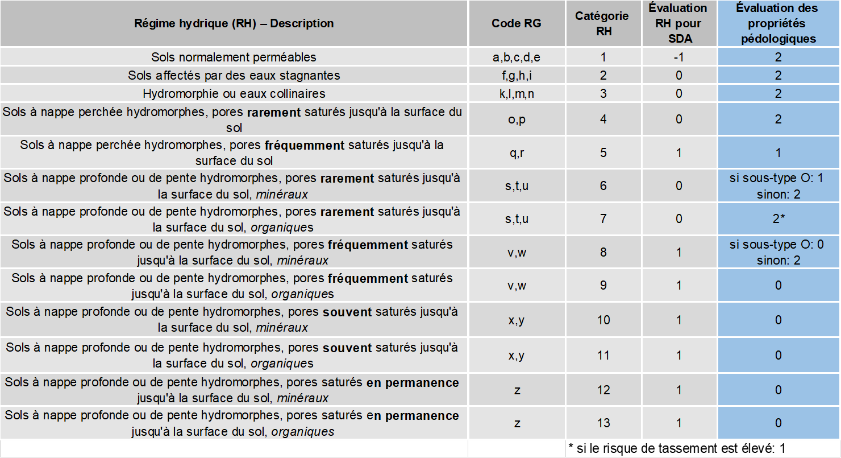 Régime hydrique (RH) – Description Code RG Catégorie RH Évaluation RH pour SDA Évaluation des propriétés pédologiques
Sols normalement perméables a,b,c,d,e 1 -1 2
Sols affectés par des eaux stagnantes f,g,h,i 2 0 2
Hydromorphie ou eaux collinaires k,l,m,n 3 0 2
Sols à nappe perchée hydromorphes, pores rarement saturés jusqu'à la surface du
sol o,p 4 0 2
Sols à nappe perchée hydromorphes, pores fréquemment saturés jusqu'à la
surface du sol q,r 5 1 1
Sols à nappe profonde ou de pente hydromorphes, pores rarement saturés jusqu'à
la surface du sol, minéraux s,t,u 6 0 si sous-type O: 1 sinon: 2
Sols à nappe profonde ou de pente hydromorphes, pores rarement saturés jusqu'à
la surface du sol, organiques s,t,u 7 0 2*
Sols à nappe profonde ou de pente hydromorphes, pores fréquemment saturés
jusqu'à la surface du sol, minéraux v,w 8 1 si sous-type O: 0 sinon: 2
Sols à nappe profonde ou de pente hydromorphes, pores fréquemment saturés
jusqu'à la surface du sol, organiques v,w 9 1 0
Sols à nappe profonde ou de pente hydromorphes, pores souvent saturés jusqu'à
la surface du sol, minéraux x,y 10 1 0
Sols à nappe profonde ou de pente hydromorphes, pores souvent saturés jusqu'à
la surface du sol, organiques x,y 11 1 0
Sols à nappe profonde ou de pente hydromorphes, pores saturés en permanence
jusqu'à la surface du sol, minéraux z 12 1 0
Sols à nappe profonde ou de pente hydromorphes, pores saturés en permanence
jusqu'à la surface du sol, organiques z 13 1 0
* si le risque de tassement est élevé: 1